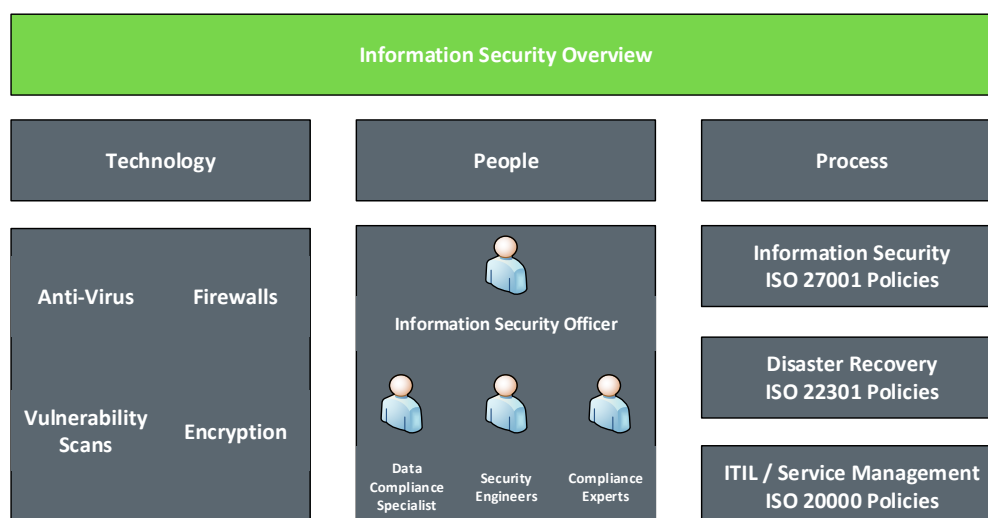 Information Security Overview
Technology
People
Process
Anti-Virus
Firewalls
Vulnerability
Scans
Encryption
Information Security Officer
Data
Compliance
Specialist
Security
Engineers
Compliance
Experts
Information Security
ISO 27001 Policies
Disaster Recovery
ISO 22301 Policies
ITIL / Service Management
ISO 20000 Policies